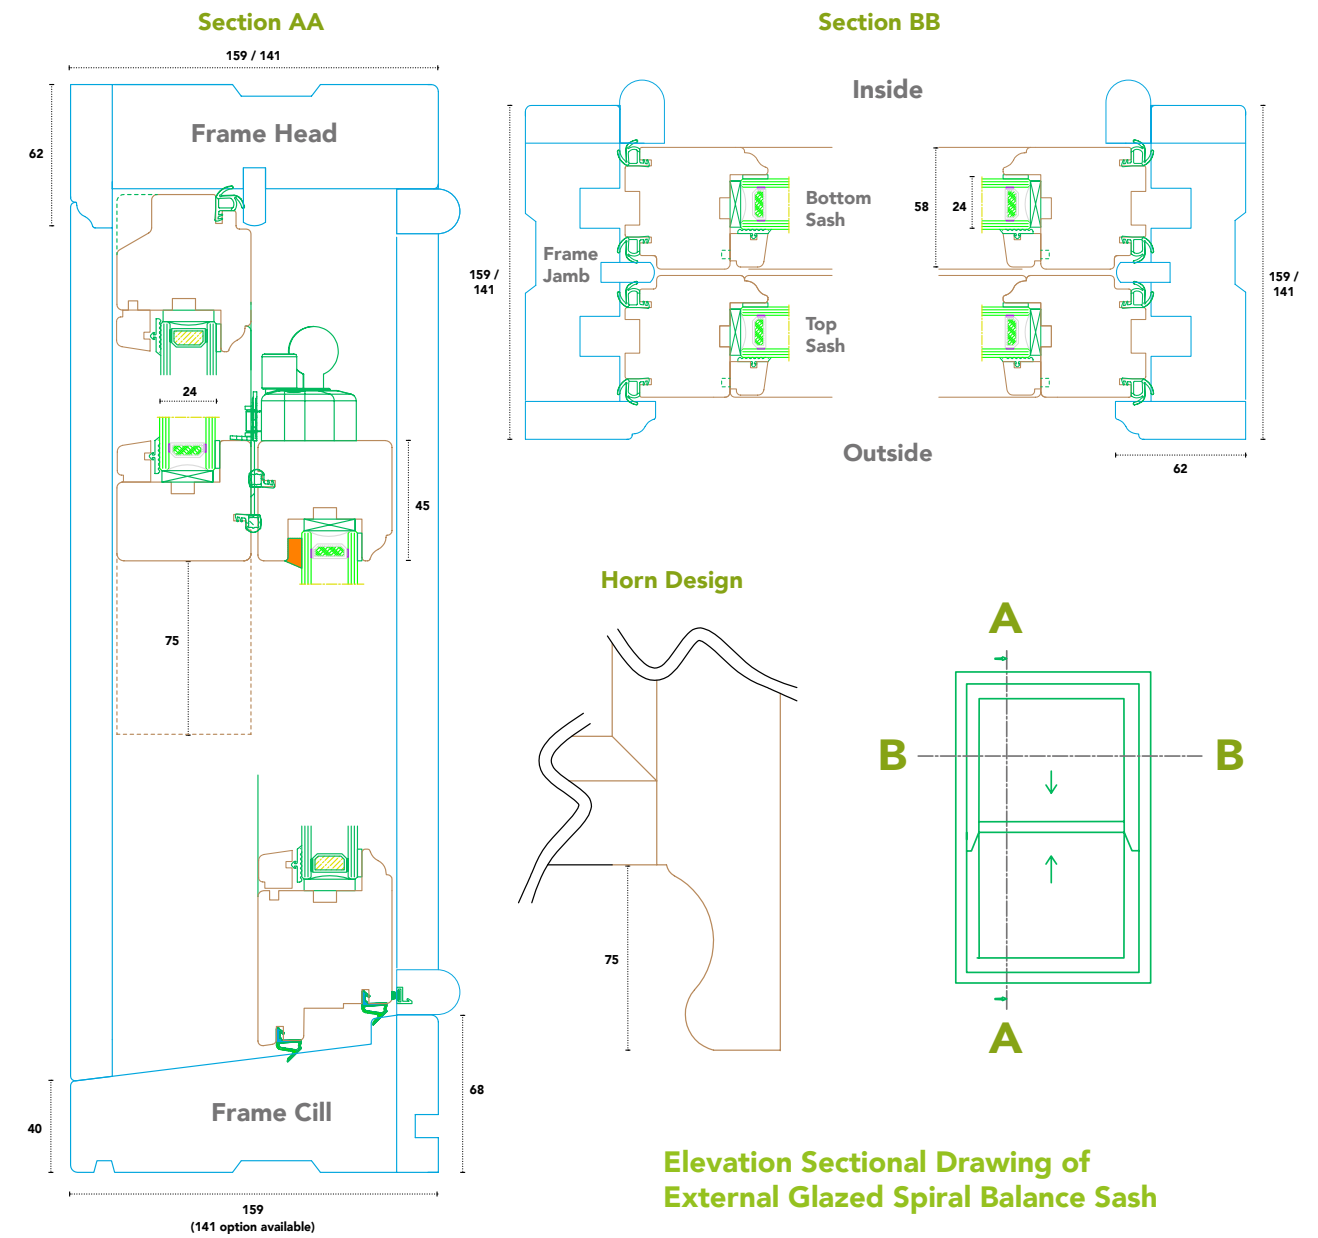 Section AA
159 / 141
62
Frame Head
24
45
75
Frame Cill
68
40
159
(141 option available)
Section BB
Inside
Bottom
Sash
58
24
Frame
Jamb
159 /
141
159 /
141
Top
Sash
Outside
62
Horn Design
75
A
B
B
A
Elevation Sectional Drawing of
External Glazed Spiral Balance Sash